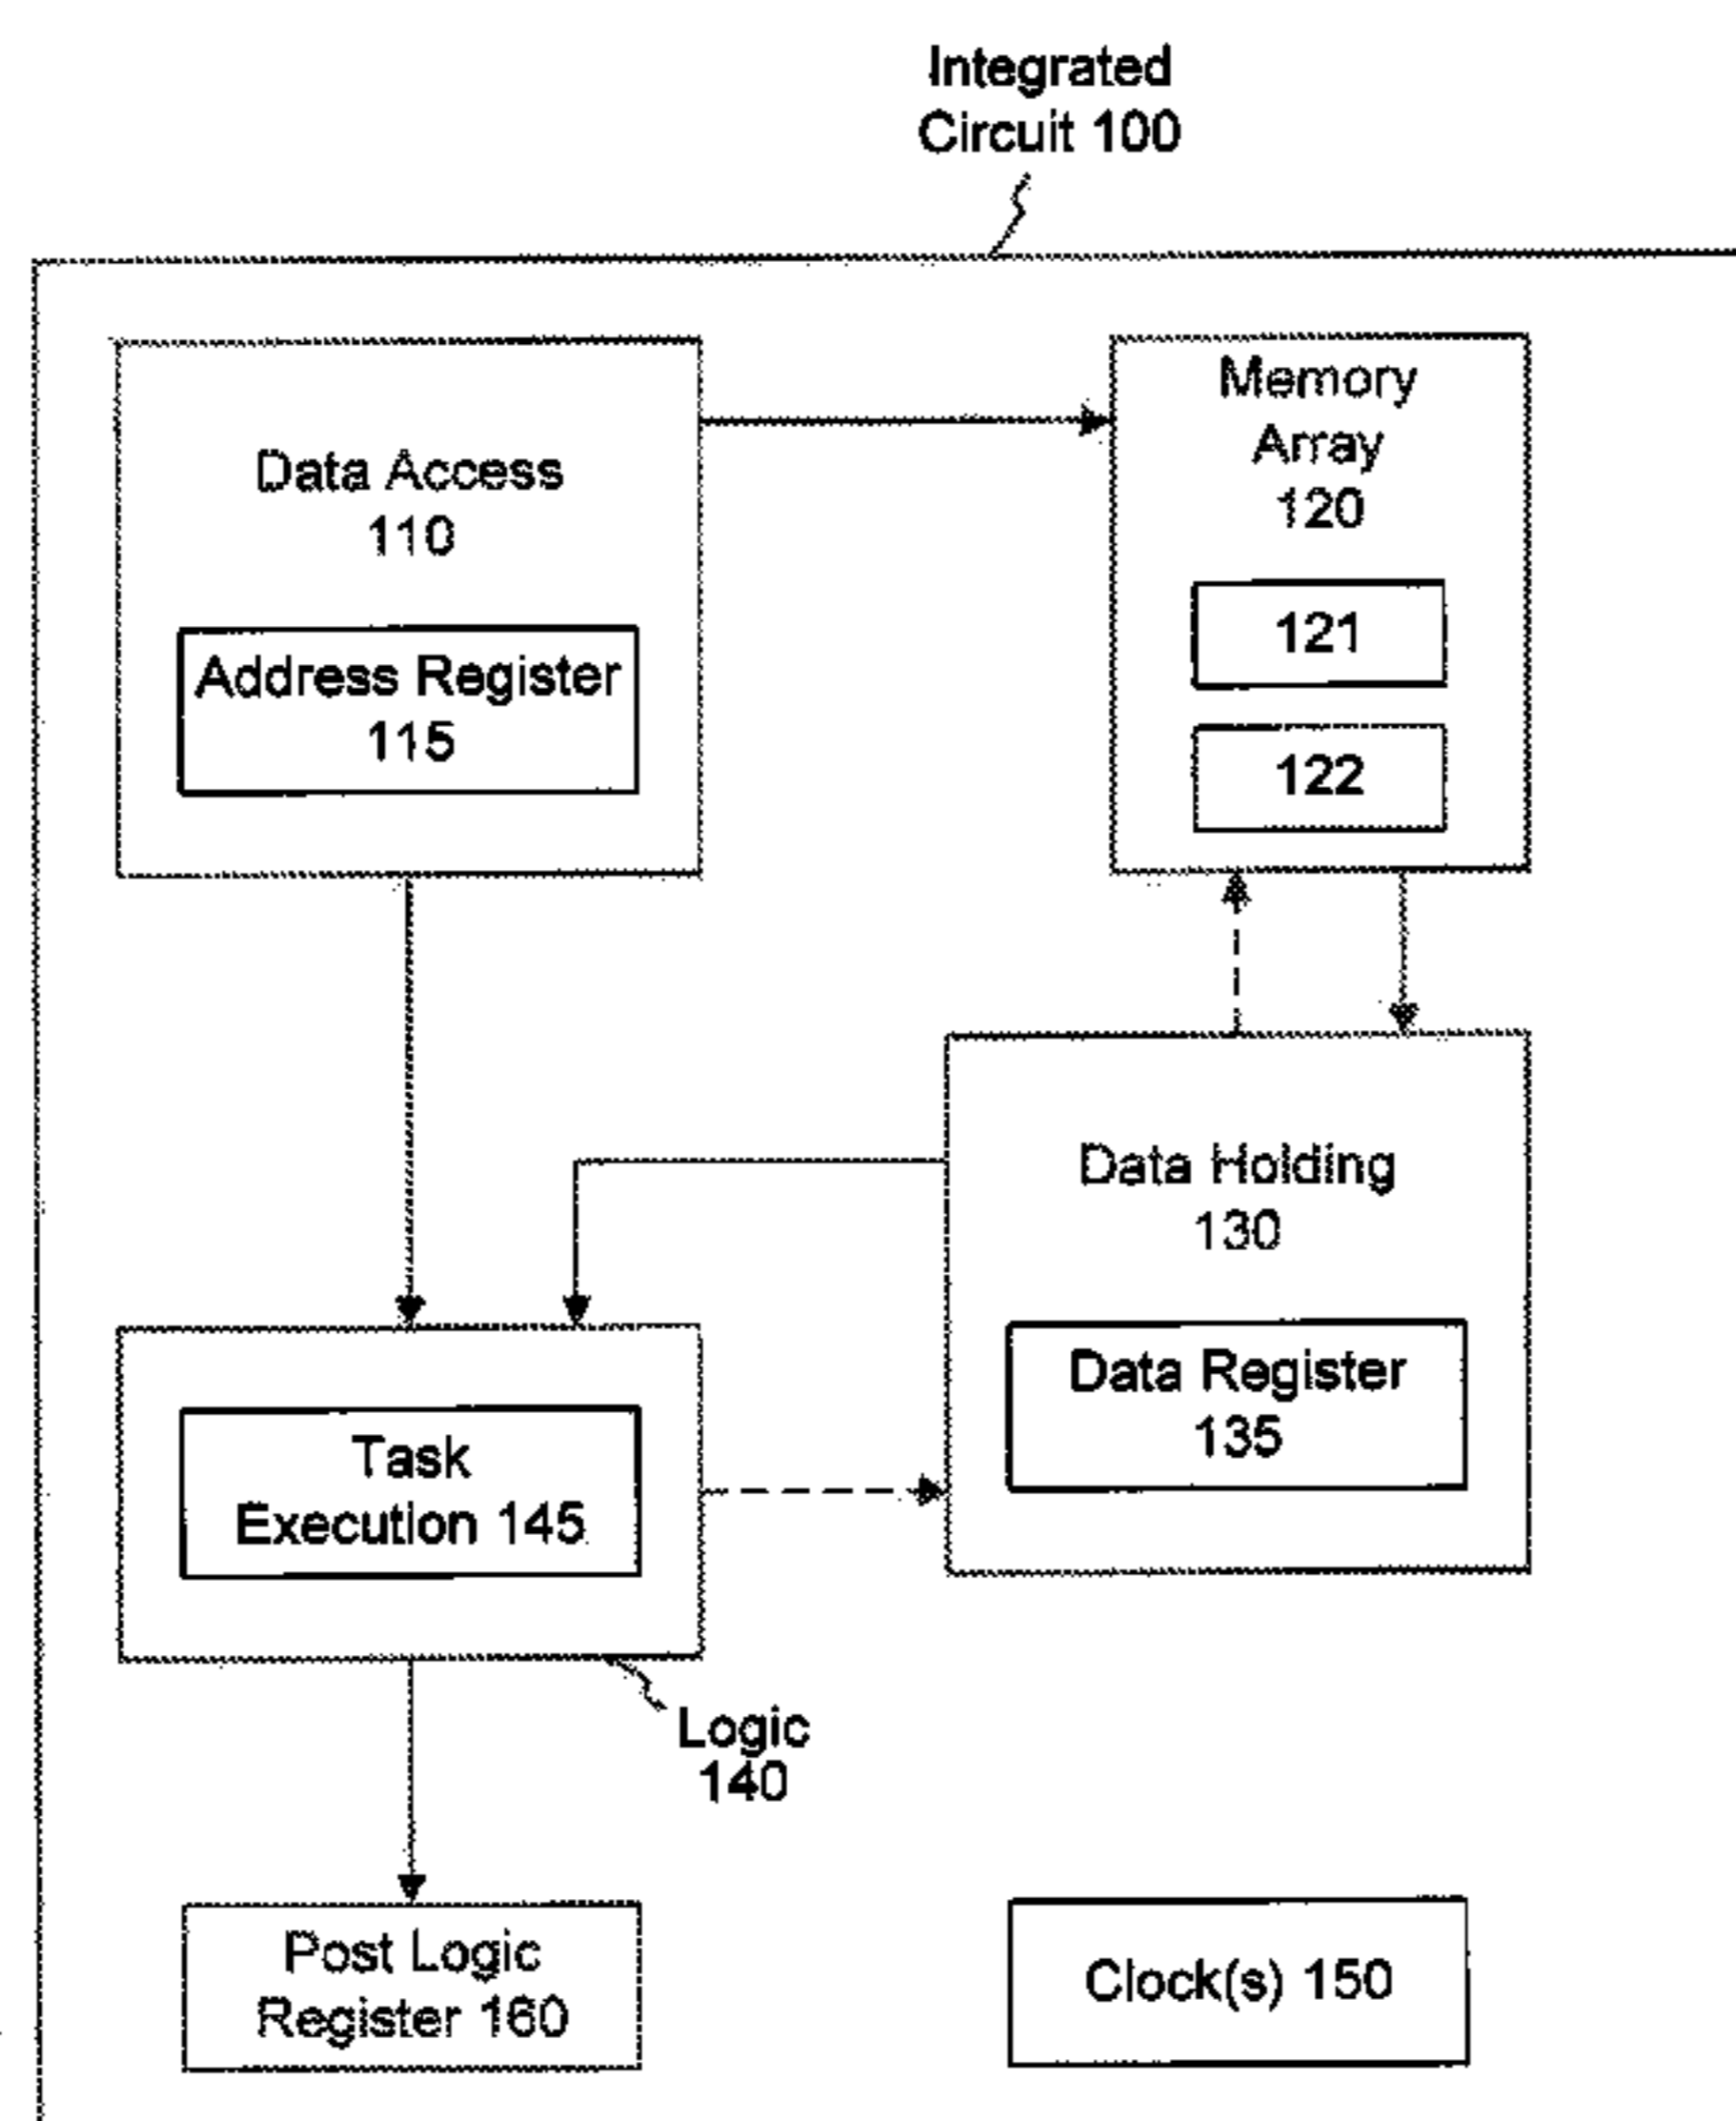 Integrated
Circuit 100
Data Access
110
Address Register
115
Memory
Array
120
121
122
Data Holding
130
Data Register
135
Task
Execution 145
Logic
140
Post Logic
Register 160
Clock(s) 150